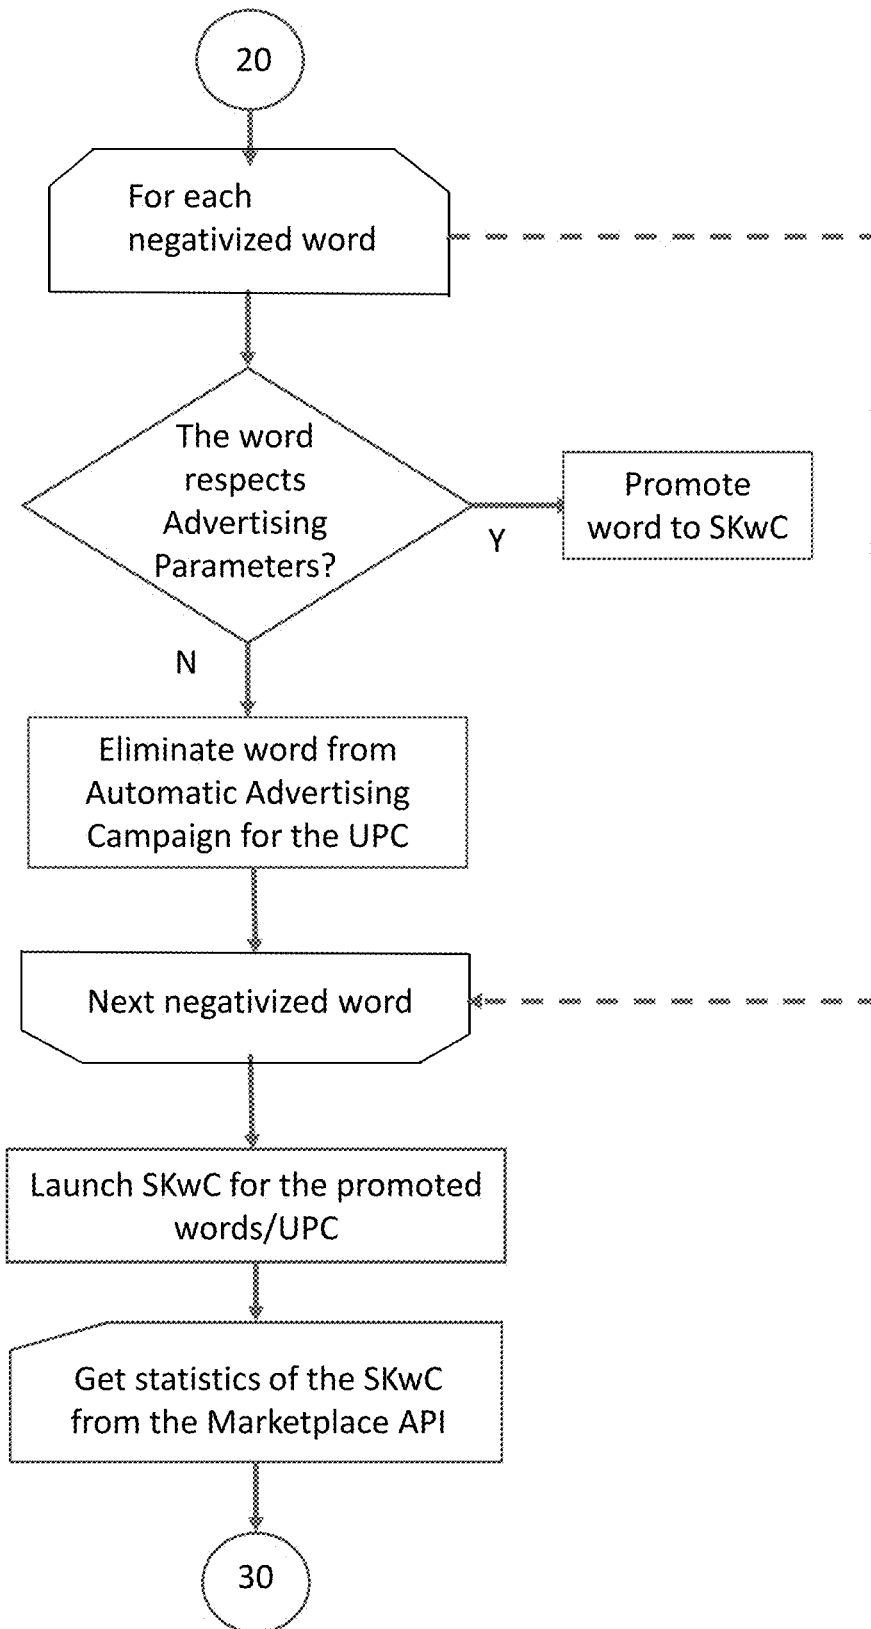 20
For each
negativized word
The word
respects
Advertising
Parameters?
Y
Promote
word to SKwC
N
Eliminate word from
Automatic Advertising
Campaign for the UPC
Next negativized word
Launch SKwC for the promoted
words/UPC
Get statistics of the SKwC
from the Marketplace API
30